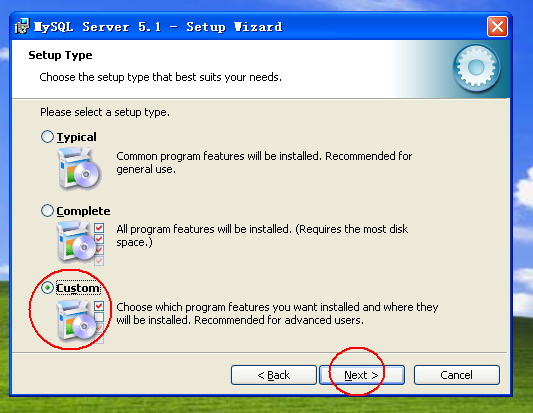 MySQL Server 5.1 - Setup Wizard
Setup Type
Choose the setup type that best suits your needs.
Please select a setup type.
Typical
Common program features will be installed. Recommended for
general use.
Complete
All program features will be installed. (Requires the most disk
space.)
Custom
Choose which program features you want installed and where they
will be installed. Recommended for advanced users.
< Back
Next >
Cancel